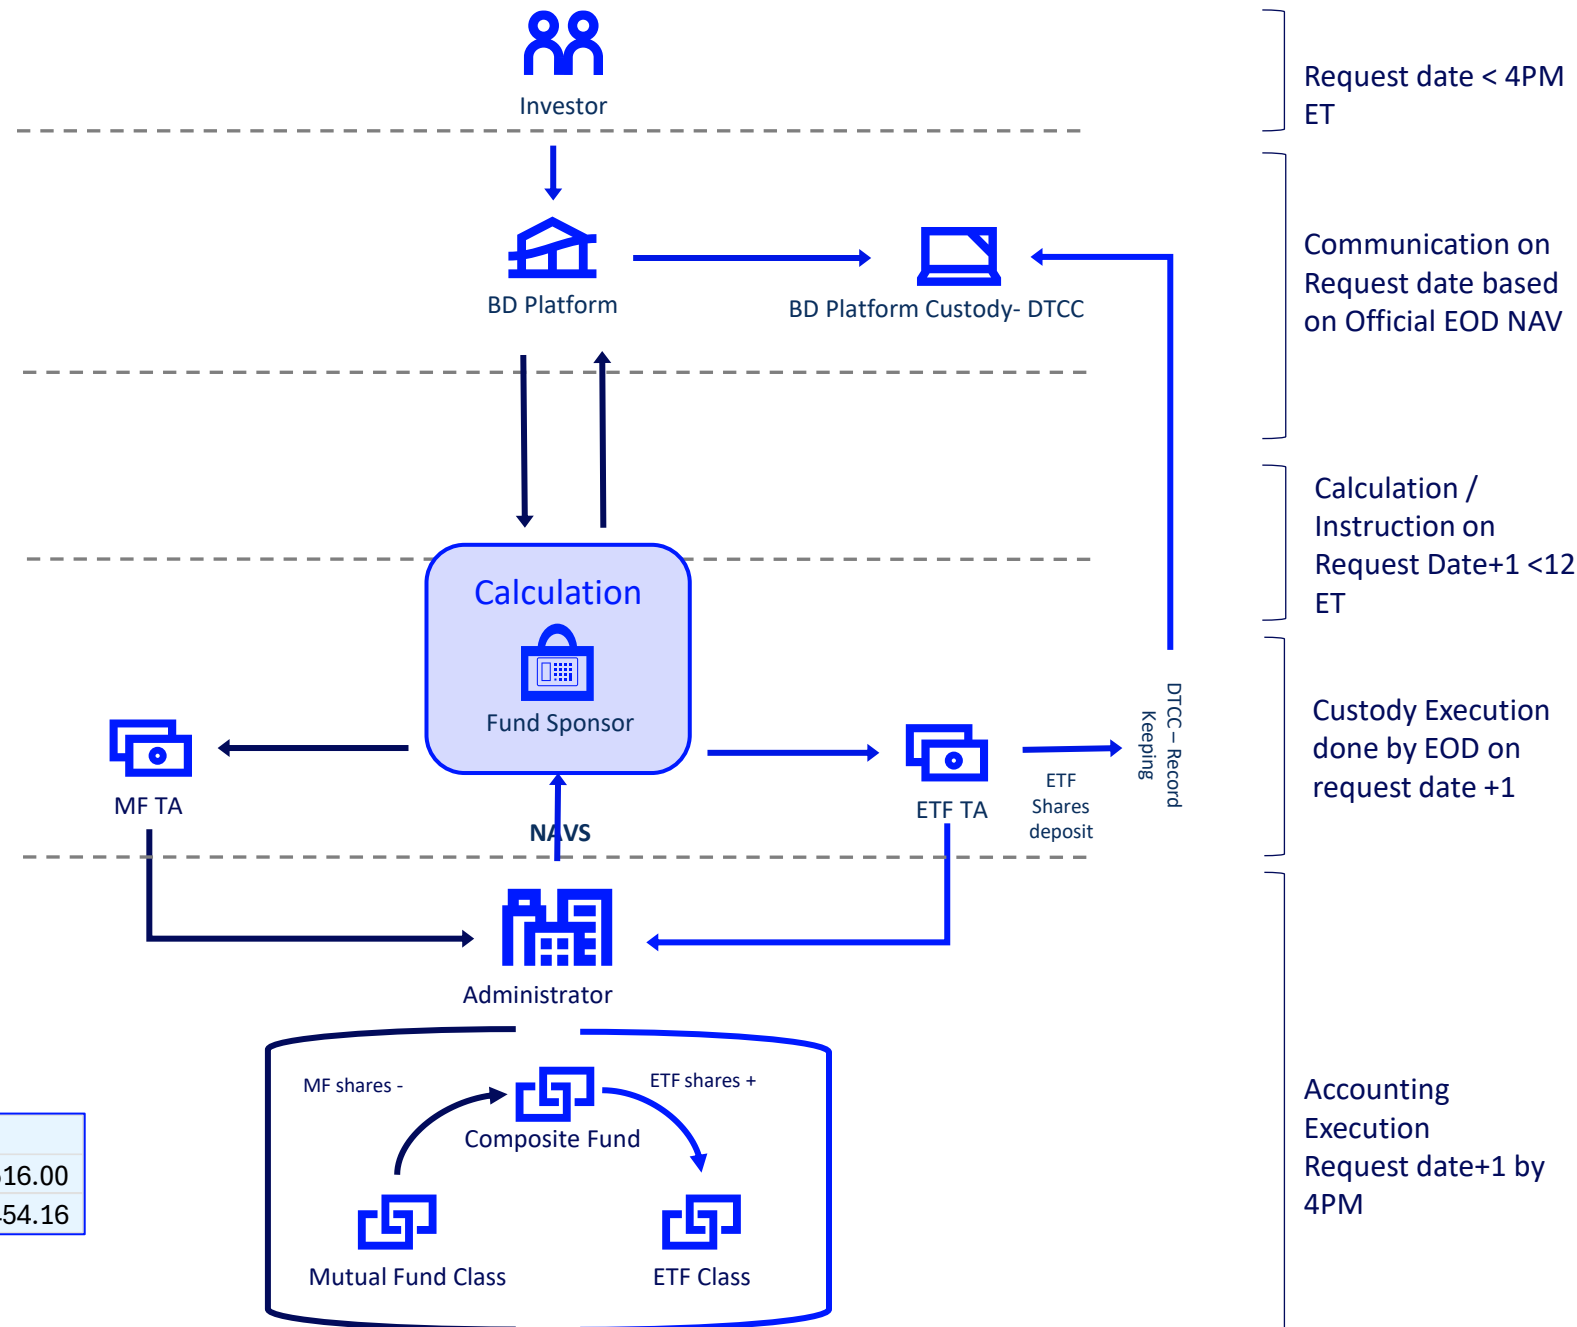 Investor
Request date < 4PM
ET
BD Platform
BD Platform Custody- DTCC
Communication on
Request date based
on Official EOD NAV
Calculation /
Instruction on
Request Date+1 <12
ET
Calculation
Fund Sponsor
MF TA
NAVS
ETF TA
ETF
Shares
deposit
DTCC – Record
Keeping
Custody Execution
done by EOD on
request date +1
Administrator
MF shares -
ETF shares +
Composite Fund
Mutual Fund Class
ETF Class
16.00
454.16
Accounting
Execution
Request date+1 by
4PM